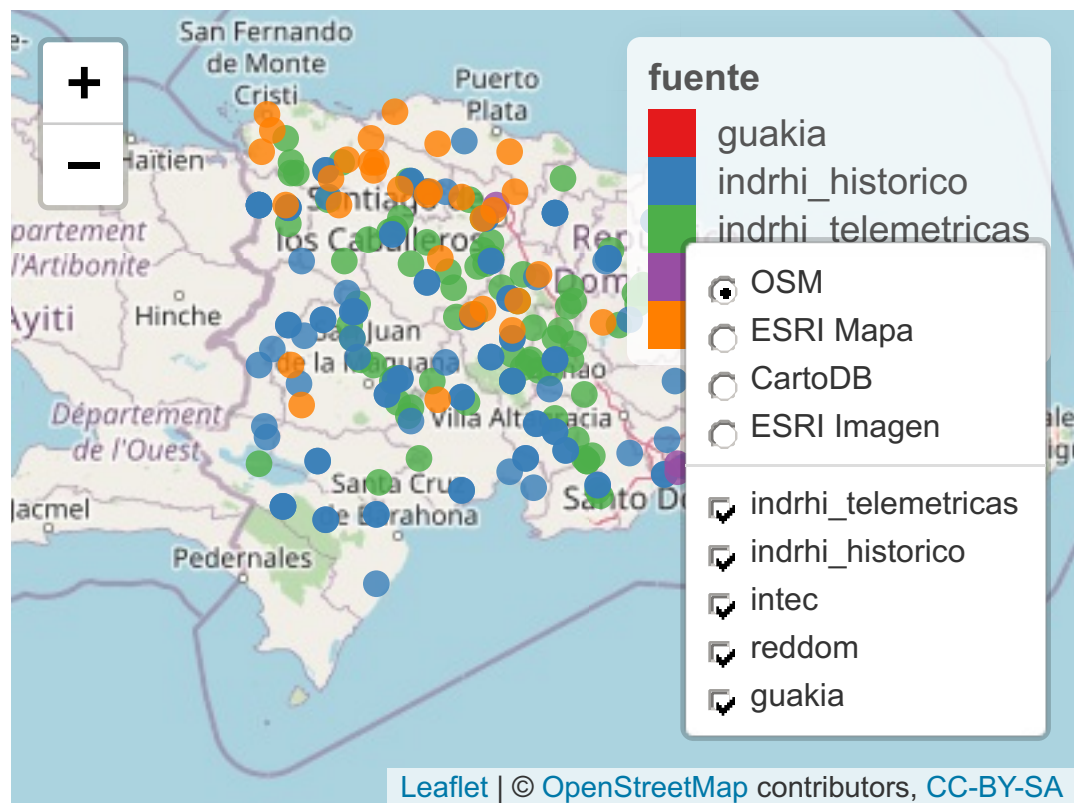 San Fernando
de Monte
Cristi
Puerto
Plata
+
−
Haïtien
fuente
guakia
indrhi_historico
indrhi_telemetricas
Santiago de
los Caballeros
Hinche
Ayiti
l'Artibonite
San Juan
de la Maguana
Villa Altagracia
Département
de l'Ouest
Santa Cruz
de Barahona
Santo Do
Jacmel
Pedernales
OSM
ESRI Mapa
CartoDB
ESRI Imagen
indrhi_telemetricas
indrhi_historico
intec
reddom
guakia
Leaflet | © OpenStreetMap contributors, CC-BY-SA